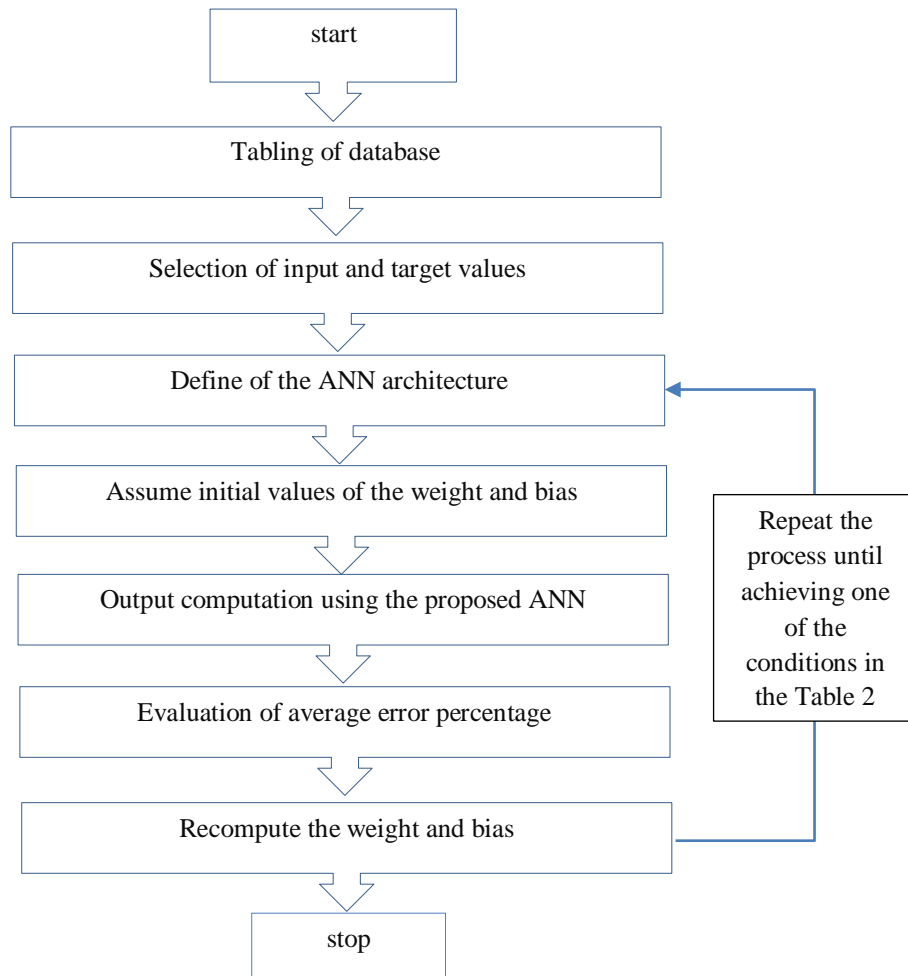 start
Tabling of database
Selection of input and target values
Define of the ANN architecture
Assume initial values of the weight and bias
Output computation using the proposed ANN
Evaluation of average error percentage
Recompute the weight and bias
stop
Repeat the
process until
achieving one
of the
conditions in
the Table 2